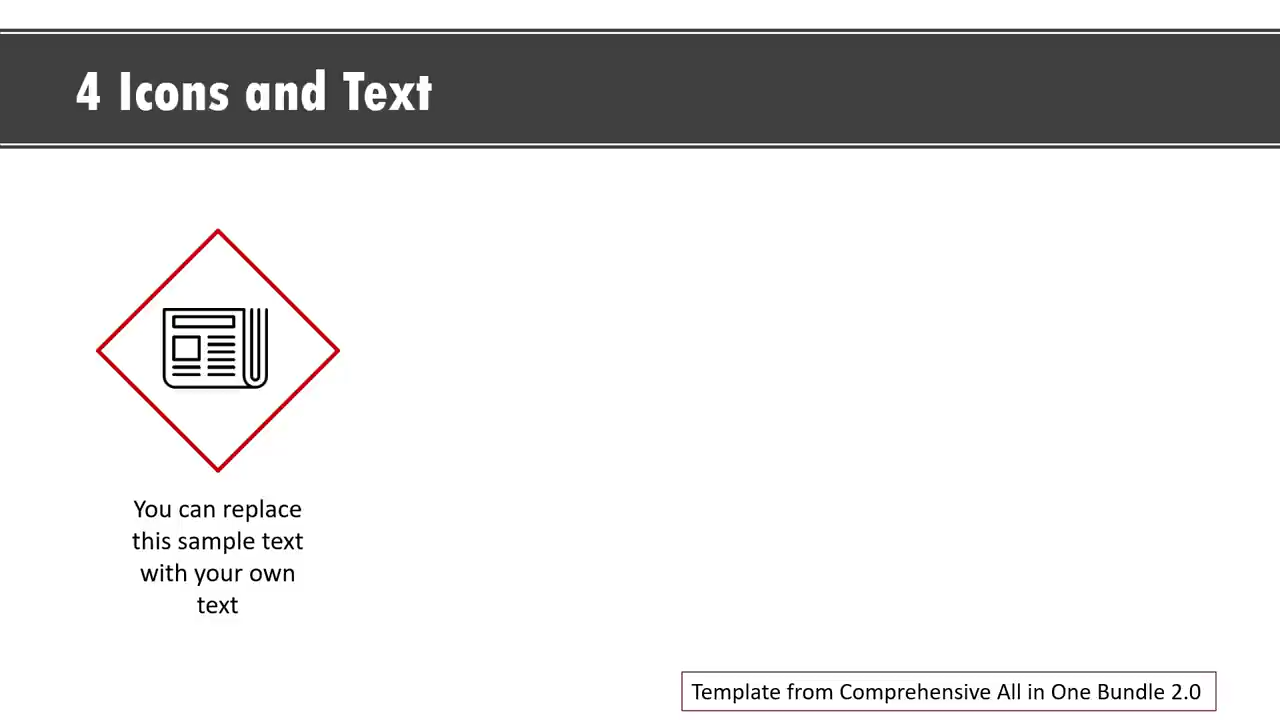 4 Icons and Text
You can replace
this sample text
with your own
text
Template from Comprehensive All in One Bundle 2.0